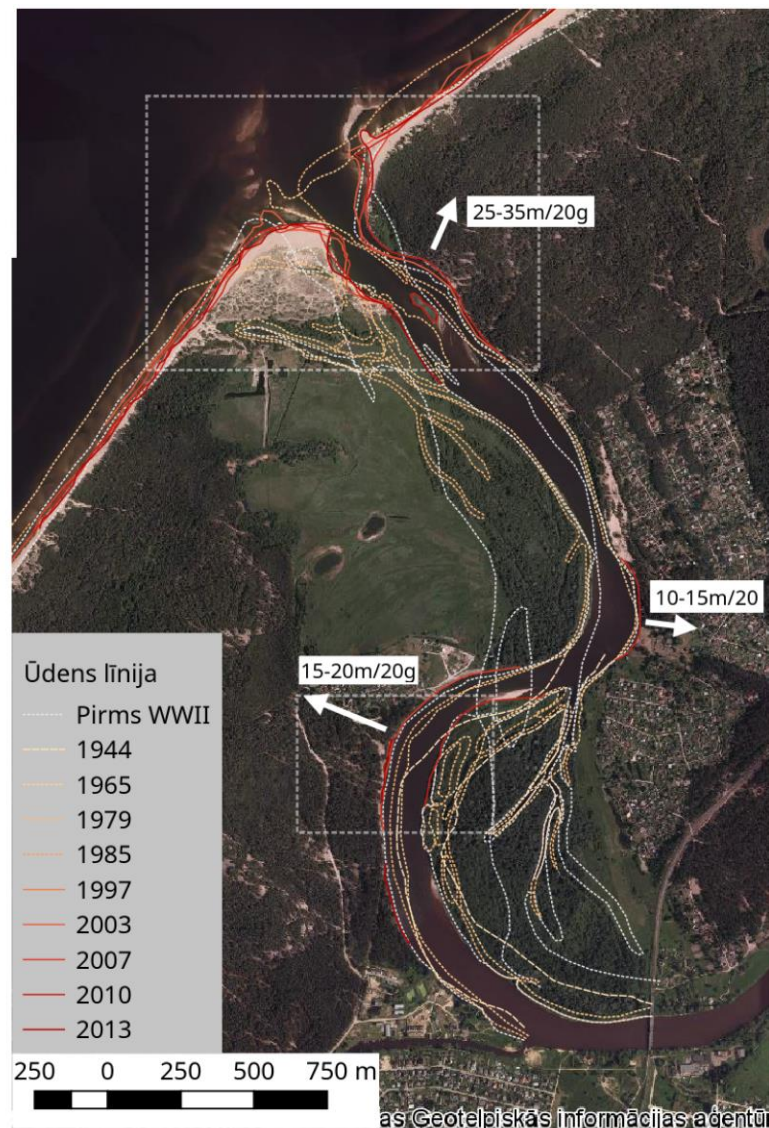 25-35m/20g
10-15m/20
15-20m/20g
Ūdens līnija
Pirms WWII
1944
1965
1979
1985
1997
2003
2007
2010
2013
250 0 250 500 750 m
as Ģeotelpiskās informācijas aģentūr